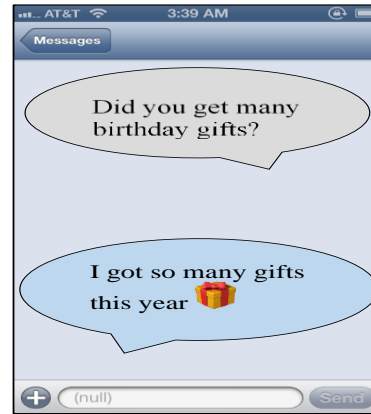 AT&T 3:39 AM
Messages
Did you get many
birthday gifts?
I got so many gifts
this year 🎁
(null)
Send